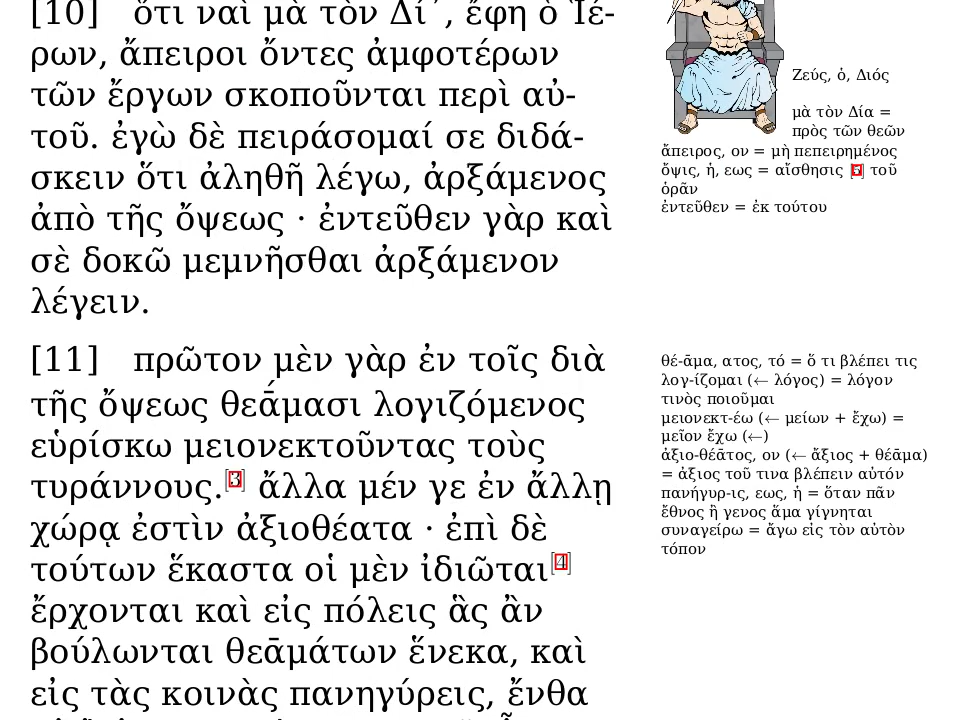 [10] ὅτι ναὶ μὰ τὸν Δί ̓, ἔφη ὁ Ἱέ-
ρων, ἄπειροι ὄντες ἀμφοτέρων
τῶν ἔργων σκοποῦνται περὶ αὐ-
τοῦ. ἐγὼ δὲ πειράσομαί σε διδά-
σκειν ὅτι ἀληθῆ λέγω, ἀρξάμενος
ἀπὸ τῆς ὄψεως · ἐντεῦθεν γὰρ καὶ
σὲ δοκῶ μεμνῆσθαι ἀρξάμενον
λέγειν.
[11] πρῶτον μὲν γὰρ ἐν τοῖς διὰ
τῆς ὄψεως θεᾱ́μασι λογιζόμενος
εὑρίσκω μειονεκτοῦντας τοὺς
τυράννους.[3] ἄλλα μέν γε ἐν ἄλλῃ
χώρᾳ ἐστὶν ἀξιοθέατα · ἐπὶ δὲ
τούτων ἕκαστα οἱ μὲν ἰδιῶται[4]
ἔρχονται καὶ εἰς πόλεις ἃς ἂν
βούλωνται θεᾱμάτων ἕνεκα, καὶ
εἰς τὰς κοινὰς πανηγύρεις, ἔνθα
Ζεύς, ὁ, Διός
μὰ τὸν Δία =
πρὸς τῶν θεῶν
ἄπειρος, ον = μὴ πεπειρημένος
ὄψις, ἡ, εως = αἴσθησις [5] τοῦ
ὁρᾶν
ἐντεῦθεν = ἐκ τούτου
θέ-ᾱμα, ατος, τό = ὅ τι βλέπει τις
λογ-ίζομαι (← λόγος) = λόγον
τινὸς ποιοῦμαι
μειονεκτ-έω (← μείων + ἔχω) =
μεῖον ἔχω (←)
ἀξιο-θέᾱτος, ον (← ἄξιος + θέᾱμα)
= ἀξιος τοῦ τινα βλέπειν αὐτόν
πανήγυρ-ις, εως, ἡ = ὅταν πᾶν
ἔθνος ἢ γενος ἅμα γίγνηται
συναγείρω = ἄγω εἰς τὸν αὐτὸν
τόπον